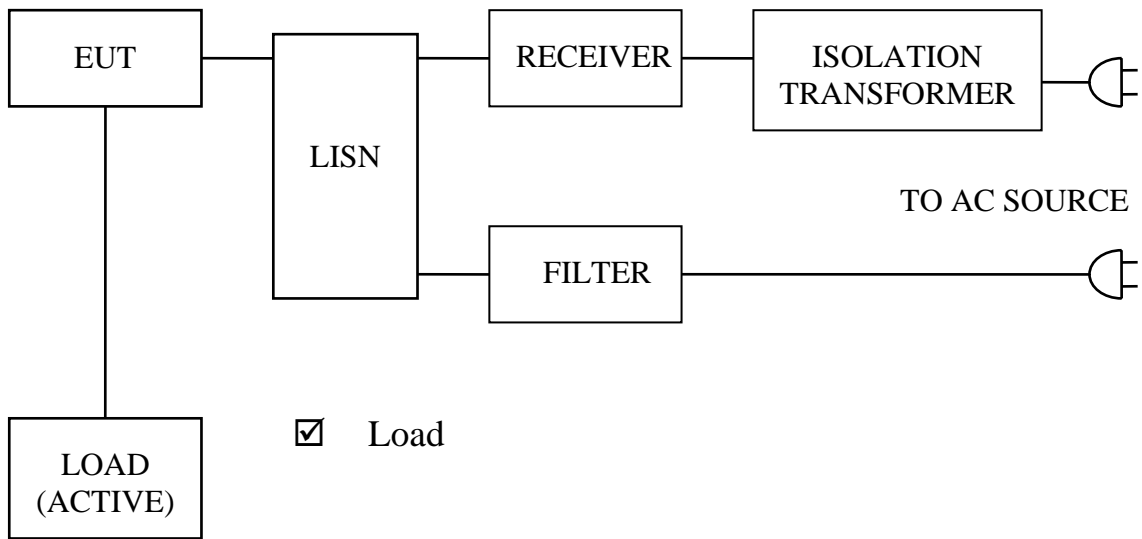 EUT
LISN
RECEIVER
ISOLATION
TRANSFORMER
TO AC SOURCE
FILTER
LOAD
(ACTIVE)
☑ Load